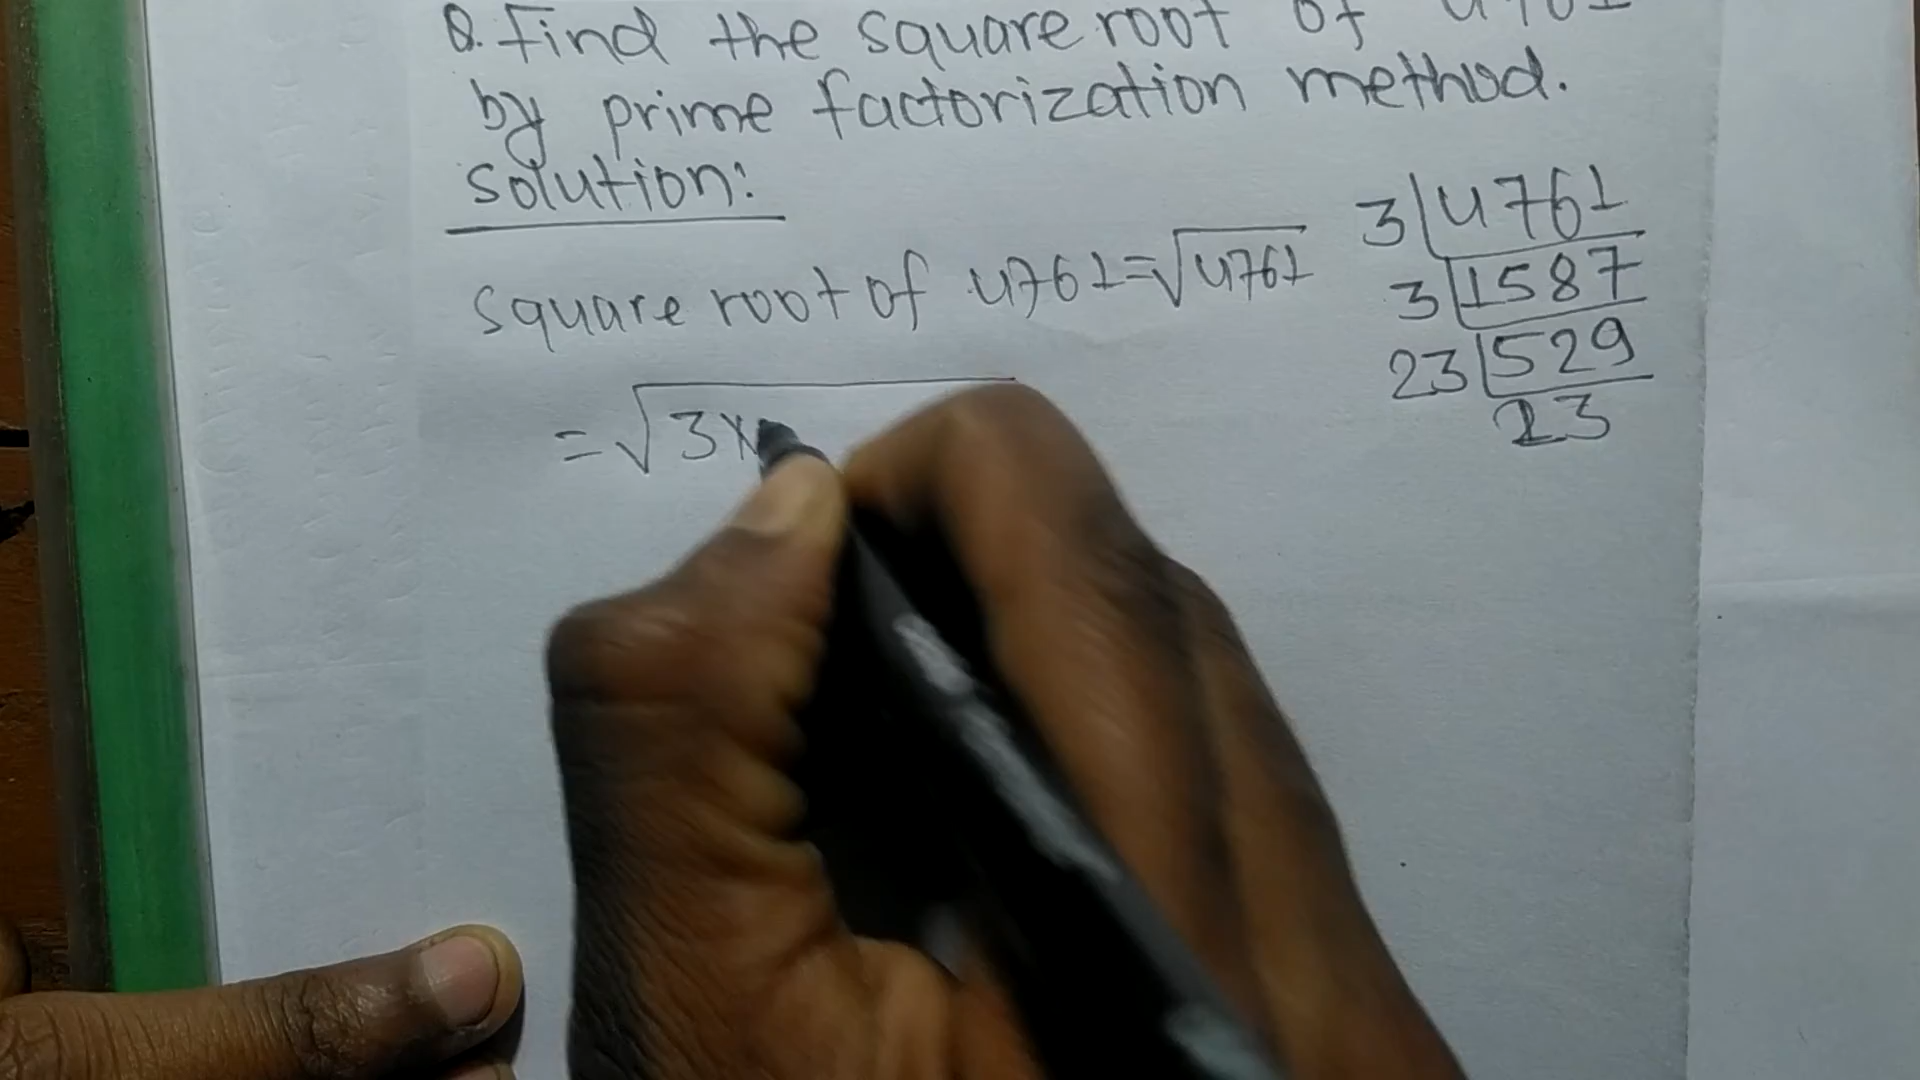 Q. Find the square root of 4761
by prime factorization method.
solution:
square root of 4761=√4761
=√3×
3 4761
3 1587
23 529
23